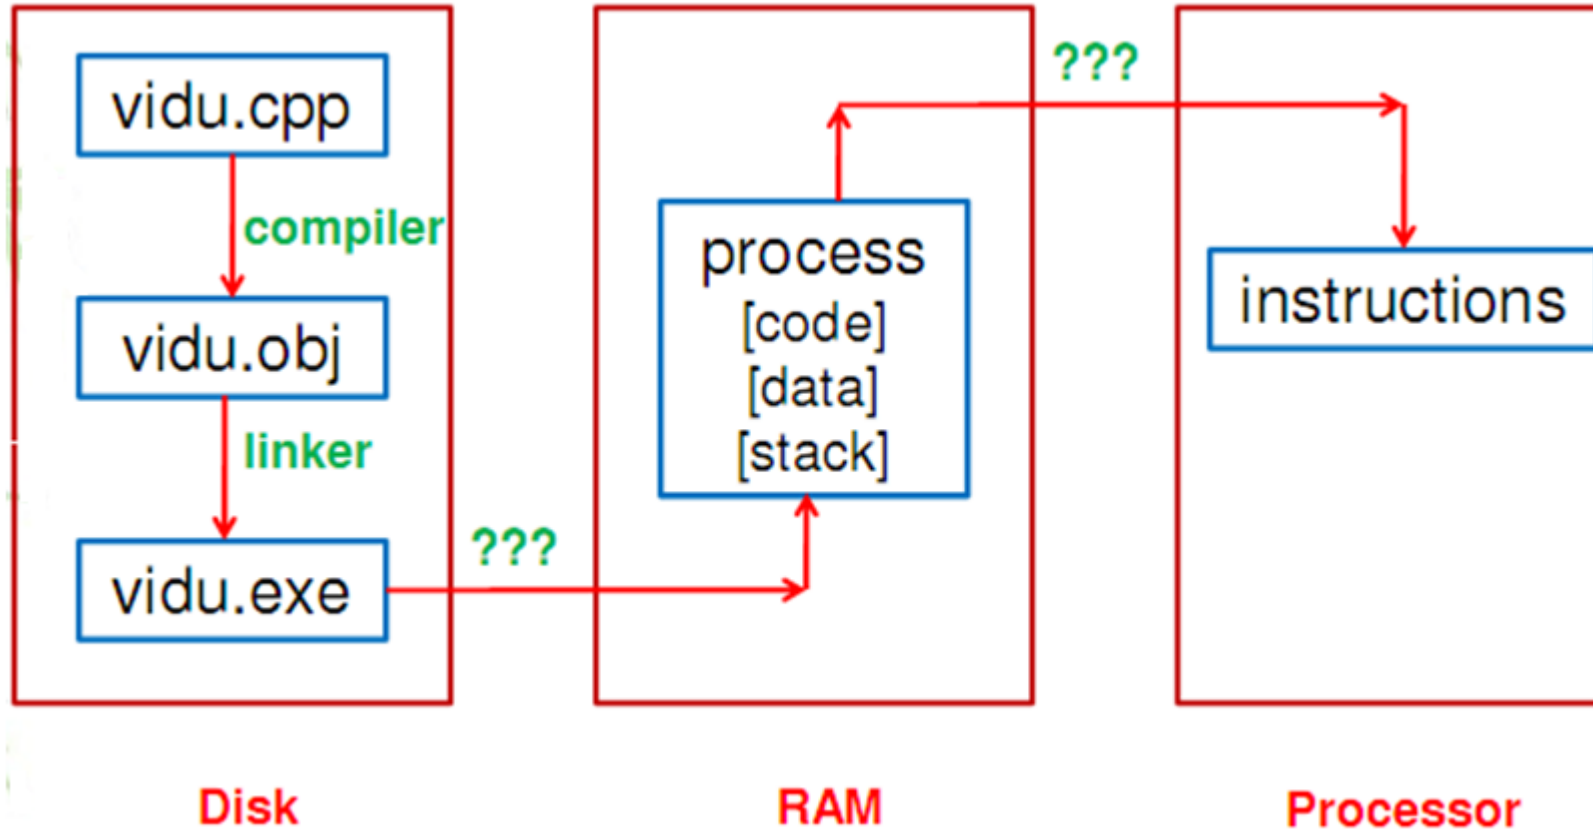 vidu.cpp
compiler
vidu.obj
linker
vidu.exe
???
process
[code]
[data]
[stack]
???
instructions
Disk
RAM
Processor